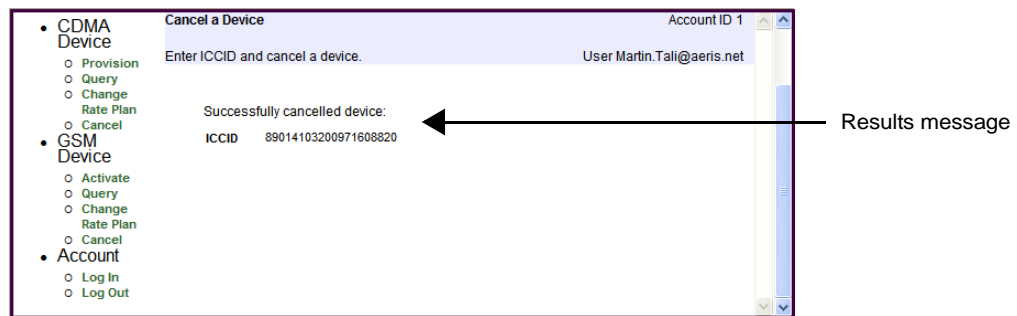 CDMA
Device
Provision
Query
Change
Rate Plan
Cancel
GSM
Device
Activate
Query
Change
Rate Plan
Cancel
Account
Log In
Log Out
Cancel a Device
Account ID 1
Enter ICCID and cancel a device.
User Martin.Tali@aeris.net
Successfully cancelled device:
ICCID 89014103200971608820
Results message